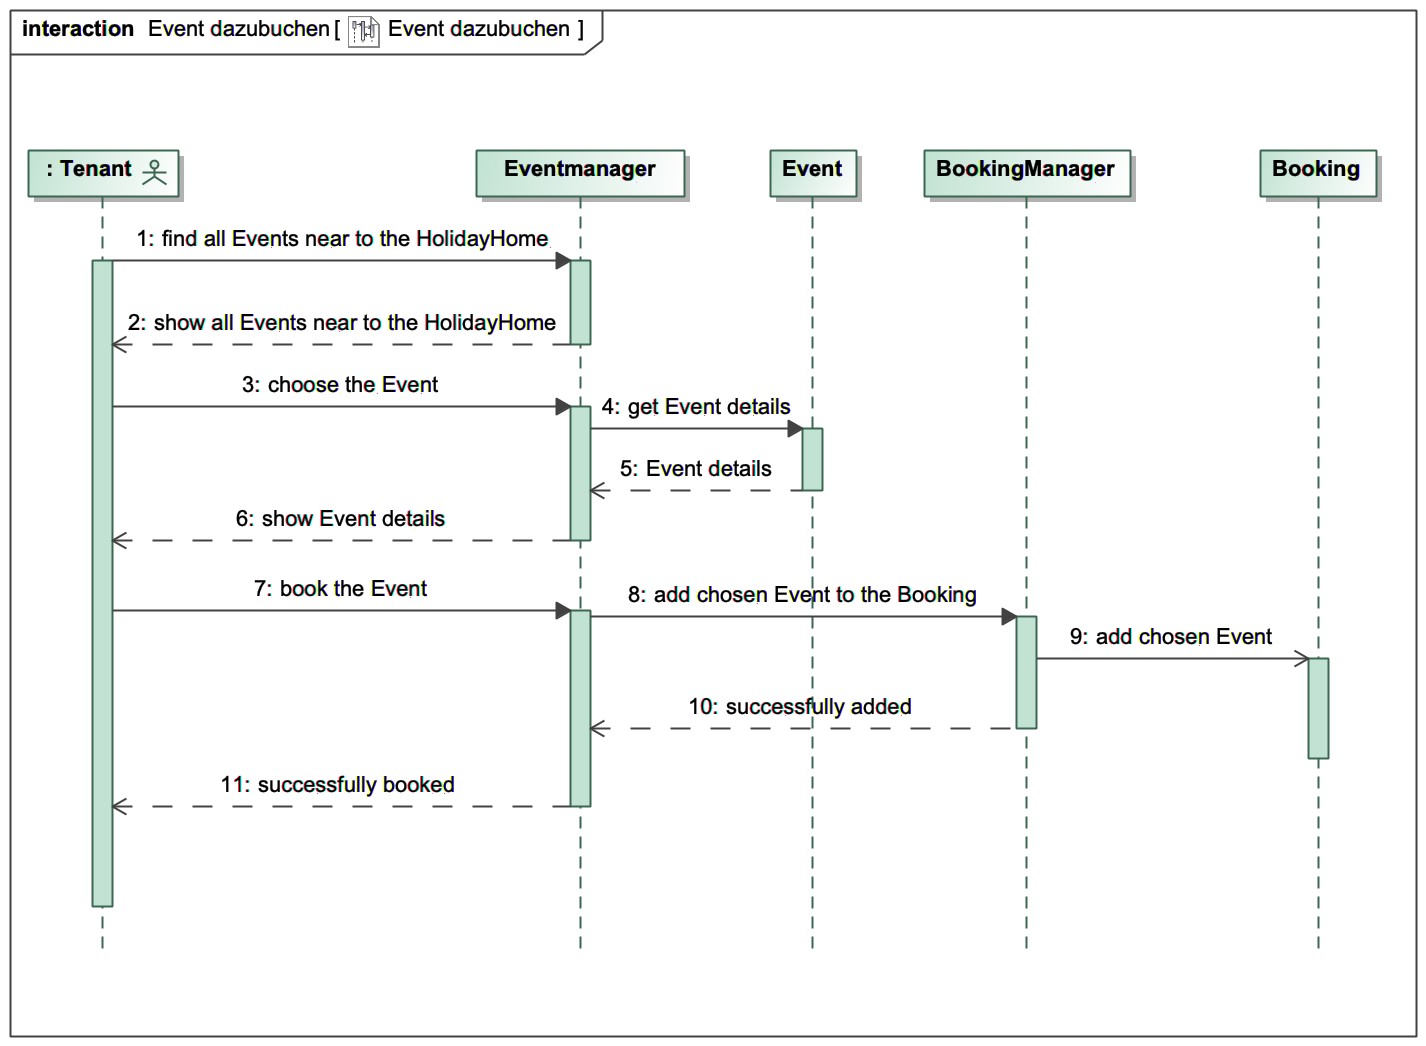 interaction Event dazubuchen [ Event dazubuchen ]
: Tenant
Eventmanager
Event
BookingManager
Booking
1: find all Events near to the HolidayHome
2: show all Events near to the HolidayHome
3: choose the Event
4: get Event details
5: Event details
6: show Event details
7: book the Event
8: add chosen Event to the Booking
9: add chosen Event
10: successfully added
11: successfully booked